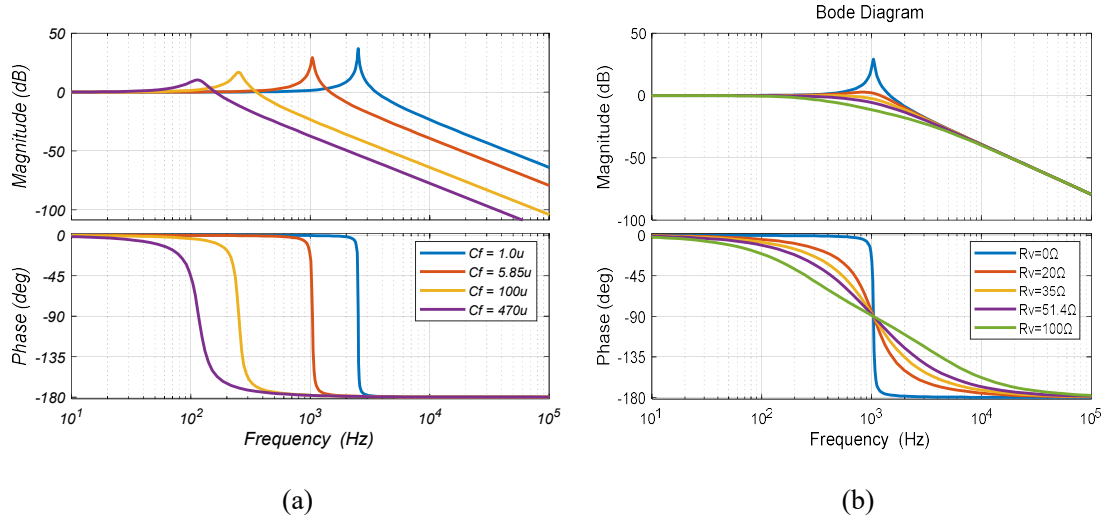 50
0
-50
-100
Magnitude (dB)
0
-45
-90
-135
-180
Phase (deg)
Cf = 1.0u
Cf = 5.85u
Cf = 100u
Cf = 470u
10^1
10^2
10^3
10^4
10^5
Frequency (Hz)
(a)
Bode Diagram
50
0
-50
-100
Magnitude (dB)
0
-45
-90
-135
-180
Phase (deg)
Rv=0Ω
Rv=20Ω
Rv=35Ω
Rv=51.4Ω
Rv=100Ω
10^1
10^2
10^3
10^4
10^5
Frequency (Hz)
(b)